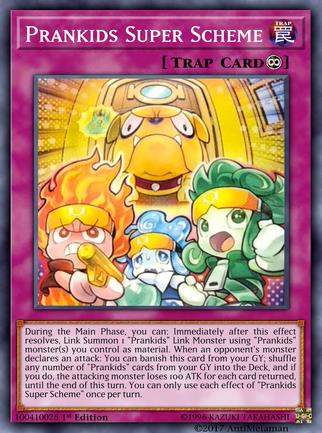 Prankids Super Scheme
TRAP
罠
[TRAP CARD∞]
During the Main Phase, you can: Immediately after this effect
resolves, Link Summon 1 "Prankids" Link Monster using "Prankids"
monster(s) you control as material. When an opponent's monster
declares an attack: You can banish this card from your GY; shuffle
any number of "Prankids" cards from your GY into the Deck, and if
you do, the attacking monster loses 100 ATK for each card returned,
until the end of this turn. You can only use each effect of "Prankids
Super Scheme" once per turn.
100410026 1st Edition
©1996 KAZUKI TAKAHASHI
©2017 AntiMetaman